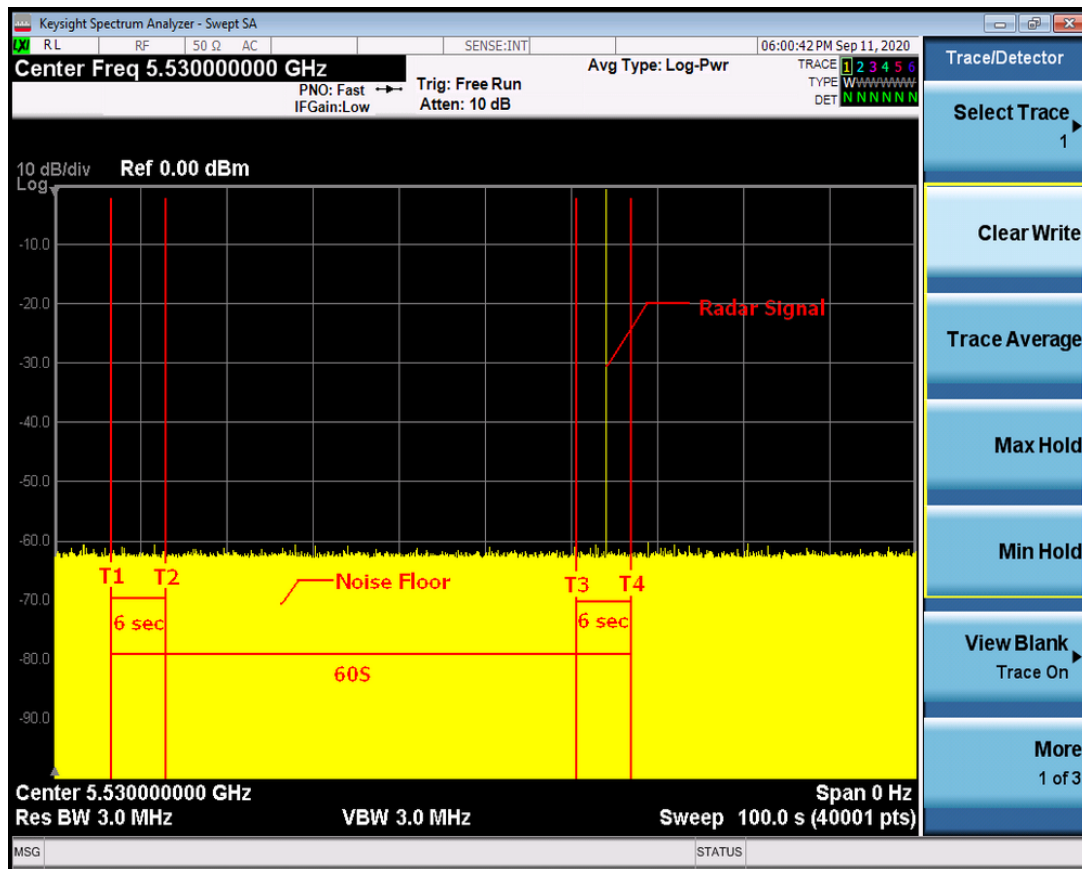 Keysight Spectrum Analyzer - Swept SA
LXI RL RF 50 Ω AC SENSE:INT 06:00:42 PM Sep 11, 2020
Center Freq 5.530000000 GHz
PNO: Fast
IFGain:Low
Trig: Free Run
Atten: 10 dB
Avg Type: Log-Pwr
TRACE 1 2 3 4 5 6
TYPE WWWWWW
DET N N N N N N
10 dB/div Ref 0.00 dBm
Log
-10.0
-20.0
-30.0
-40.0
-50.0
-60.0
-70.0
-80.0
-90.0
Radar Signal
T1 T2 Noise Floor T3 T4
6 sec 6 sec
60S
Center 5.530000000 GHz Span 0 Hz
Res BW 3.0 MHz VBW 3.0 MHz Sweep 100.0 s (40001 pts)
MSG STATUS
Trace/Detector
Select Trace
1
Clear Write
Trace Average
Max Hold
Min Hold
View Blank
Trace On
More
1 of 3